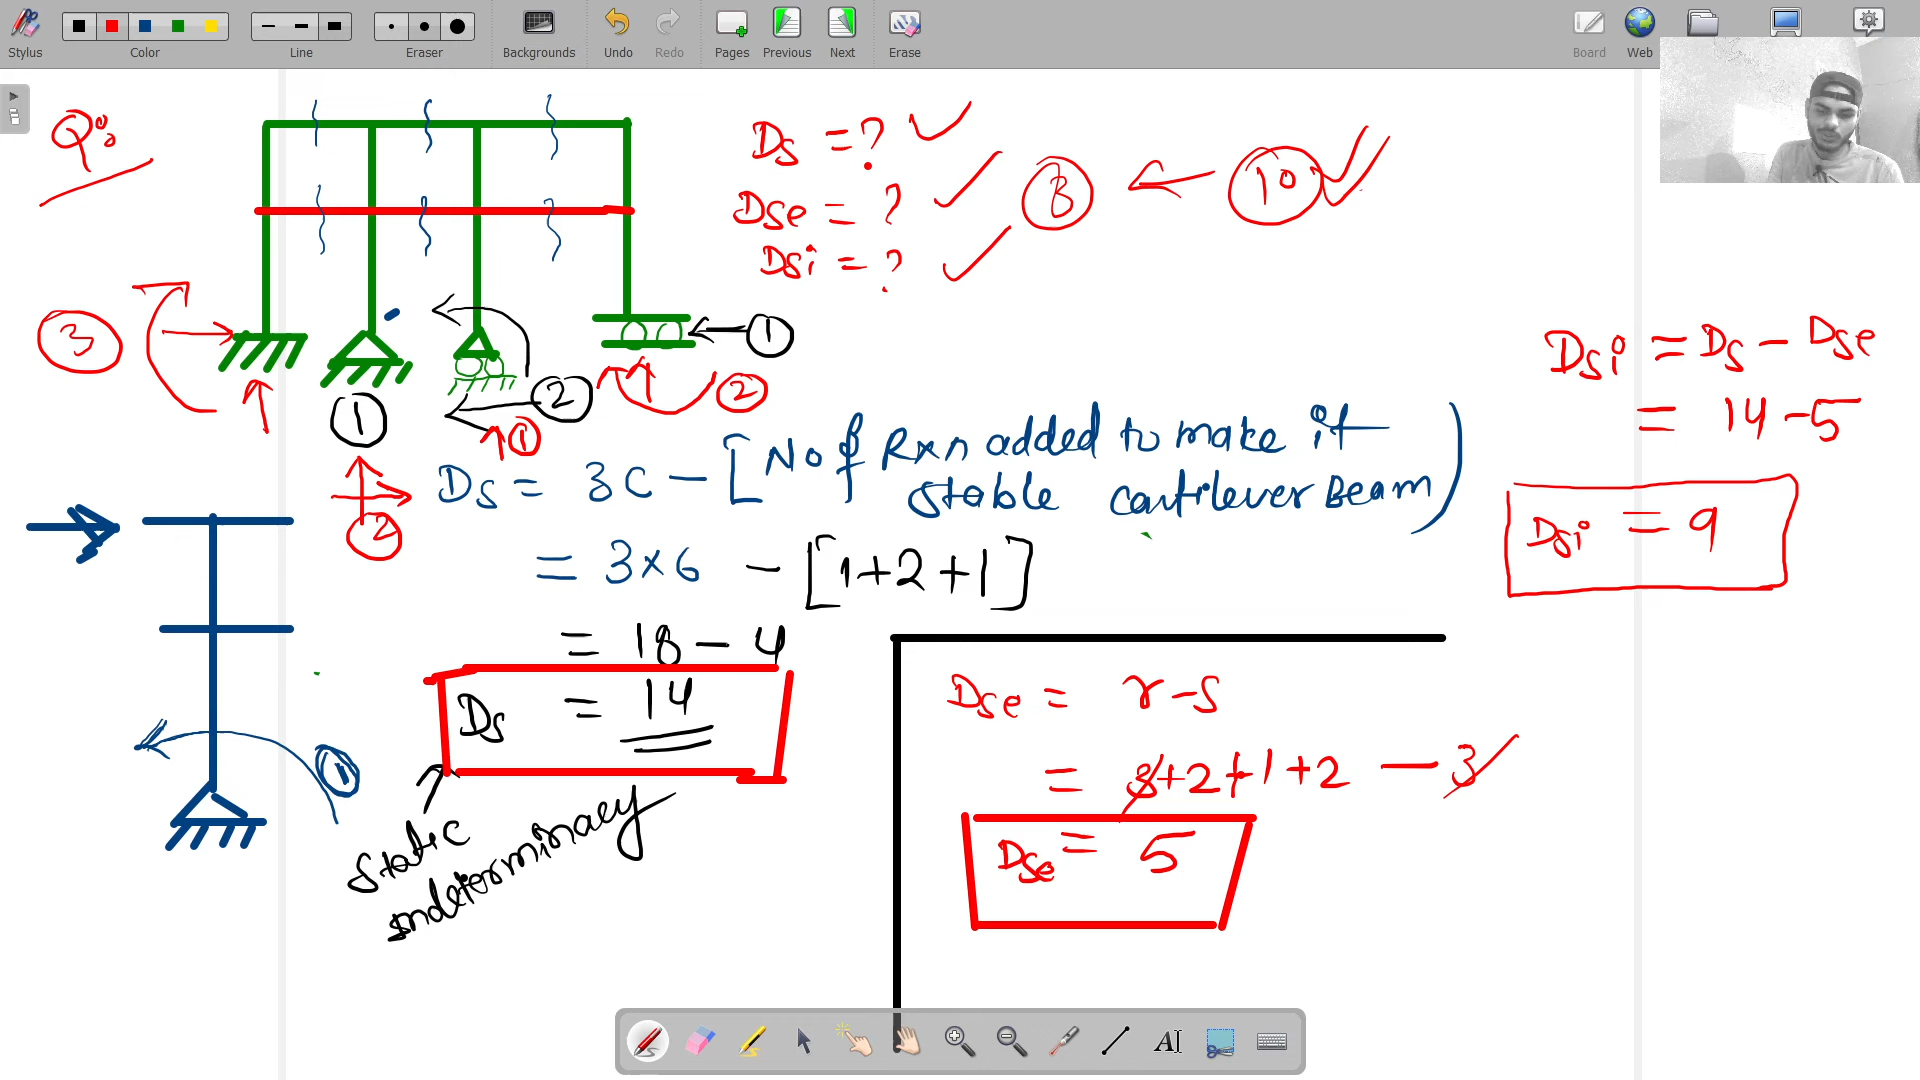 Stylus
Color
Line
Eraser
Backgrounds
Undo
Redo
Pages
Previous
Next
Erase
Board
Web
Q:
Ds = ?
Dse = ?
Dsi = ?
8 ← 10
3
1
2
1
2
1
2
Ds = 3C - [No of Rxn added to make it
stable cantilever Beam)
= 3×6 - [1+2+1]
= 18 - 4
Ds = 14
Static
indeterminacy
1
Dse = r-s
= 3+2+1+2 - 3
Dse = 5
Dsi = Ds - Dse
= 14-5
Dsi = 9